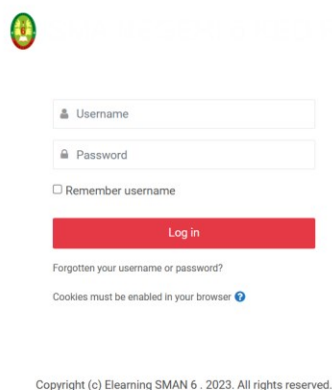 Username
Password
Remember username
Log in
Forgotten your username or password?
Cookies must be enabled in your browser
Copyright (c) Elearning SMAN 6 . 2023. All rights reserved.